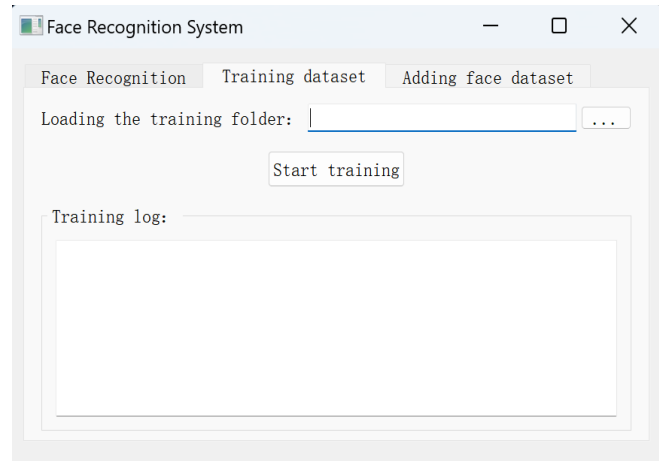 Face Recognition System
Face Recognition Training dataset Adding face dataset
Loading the training folder: ...
Start training
Training log: